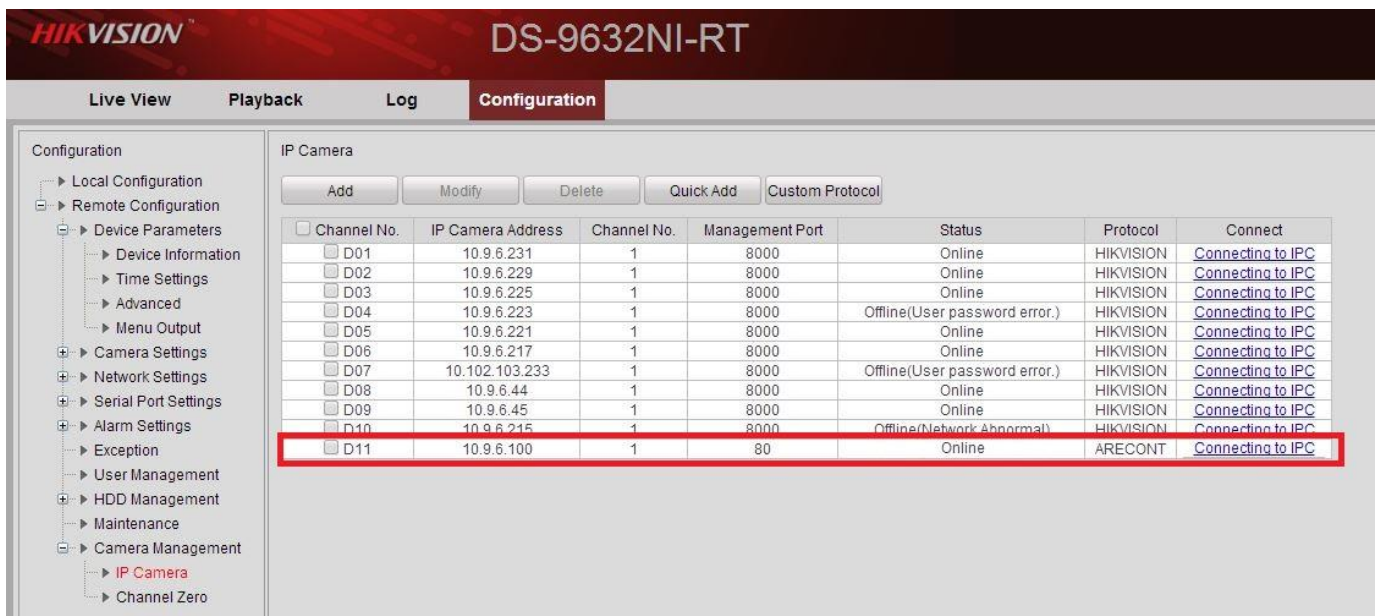 HIKVISION DS-9632NI-RT
Live View Playback Log Configuration
Configuration
Local Configuration
Remote Configuration
Device Parameters
Device Information
Time Settings
Advanced
Menu Output
Camera Settings
Network Settings
Serial Port Settings
Alarm Settings
Exception
User Management
HDD Management
Maintenance
Camera Management
IP Camera
Channel Zero
IP Camera
Add Modify Delete Quick Add Custom Protocol
Channel No. IP Camera Address Channel No. Management Port Status Protocol Connect
D01 10.9.6.231 1 8000 Online HIKVISION Connecting to IPC
D02 10.9.6.229 1 8000 Online HIKVISION Connecting to IPC
D03 10.9.6.225 1 8000 Online HIKVISION Connecting to IPC
D04 10.9.6.223 1 8000 Offline(User password error.) HIKVISION Connecting to IPC
D05 10.9.6.221 1 8000 Online HIKVISION Connecting to IPC
D06 10.9.6.217 1 8000 Online HIKVISION Connecting to IPC
D07 10.102.103.233 1 8000 Offline(User password error.) HIKVISION Connecting to IPC
D08 10.9.6.44 1 8000 Online HIKVISION Connecting to IPC
D09 10.9.6.45 1 8000 Online HIKVISION Connecting to IPC
D10 10.9.6.215 1 8000 Offline(Network Abnormal) HIKVISION Connecting to IPC
D11 10.9.6.100 1 80 Online ARECONT Connecting to IPC